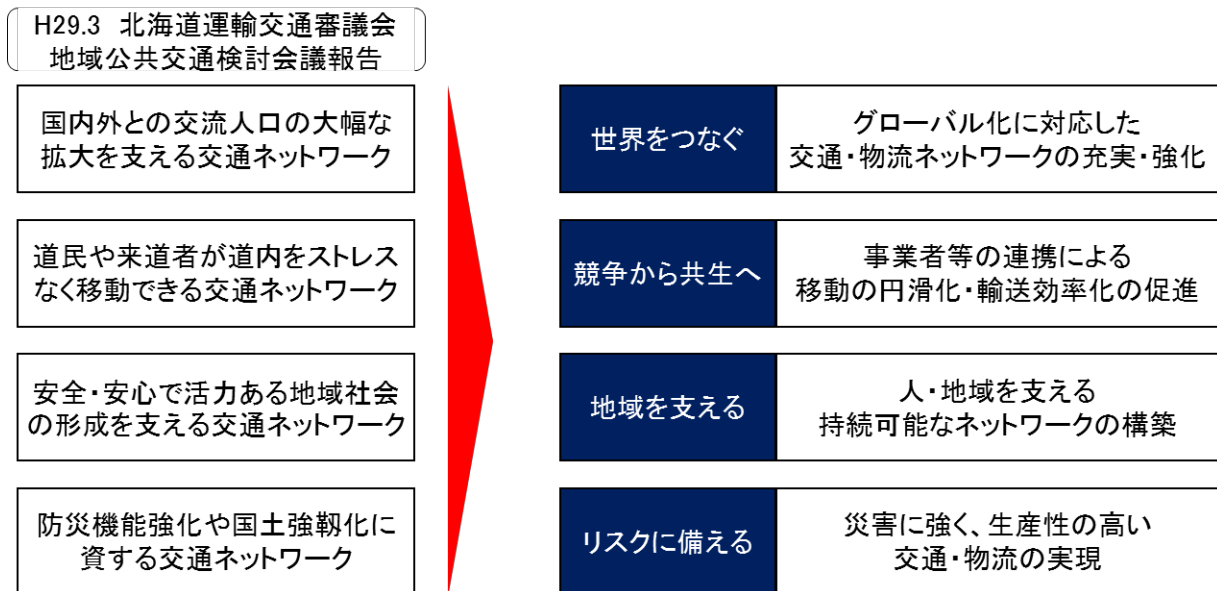 H29.3 北海道運輸交通審議会
地域公共交通検討会議報告
国内外との交流人口の大幅な
拡大を支える交通ネットワーク
道民や来道者が道内をストレス
なく移動できる交通ネットワーク
安全・安心で活力ある地域社会
の形成を支える交通ネットワーク
防災機能強化や国土強靱化に
資する交通ネットワーク
世界をつなぐ
グローバル化に対応した
交通・物流ネットワークの充実・強化
競争から共生へ
事業者等の連携による
移動の円滑化・輸送効率化の促進
地域を支える
人・地域を支える
持続可能なネットワークの構築
リスクに備える
災害に強く、生産性の高い
交通・物流の実現